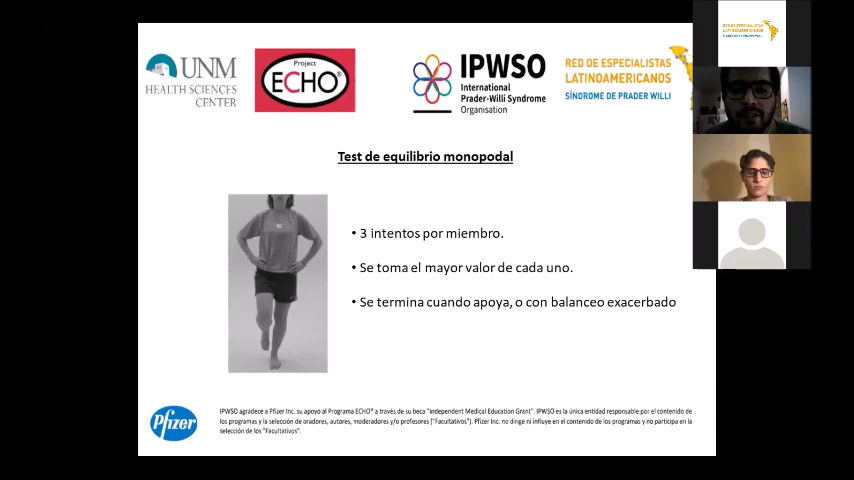 UNM
HEALTH SCIENCES
CENTER
Project
ECHO®
IPWSO
International
Prader-Willi Syndrome
Organisation
RED DE ESPECIALISTAS
LATINOAMERICANOS
SÍNDROME DE PRADER WILLI
RED DE ESPECIALISTAS
LATINOAMERICANOS
Test de equilibrio monopodal
• 3 intentos por miembro.
• Se toma el mayor valor de cada uno.
• Se termina cuando apoya, o con balanceo exacerbado
Pfizer
IPWSO agradece a Pfizer Inc. su apoyo al Programa ECHO® a través de su beca "Independent Medical Education Grant". IPWSO es la única entidad responsable por el contenido de
los programas y la selección de oradores, autores, moderadores y/o profesores ("Facultativos"). Pfizer Inc. no dirige ni influye en el contenido de los programas y no participa en la
selección de los "Facultativos".